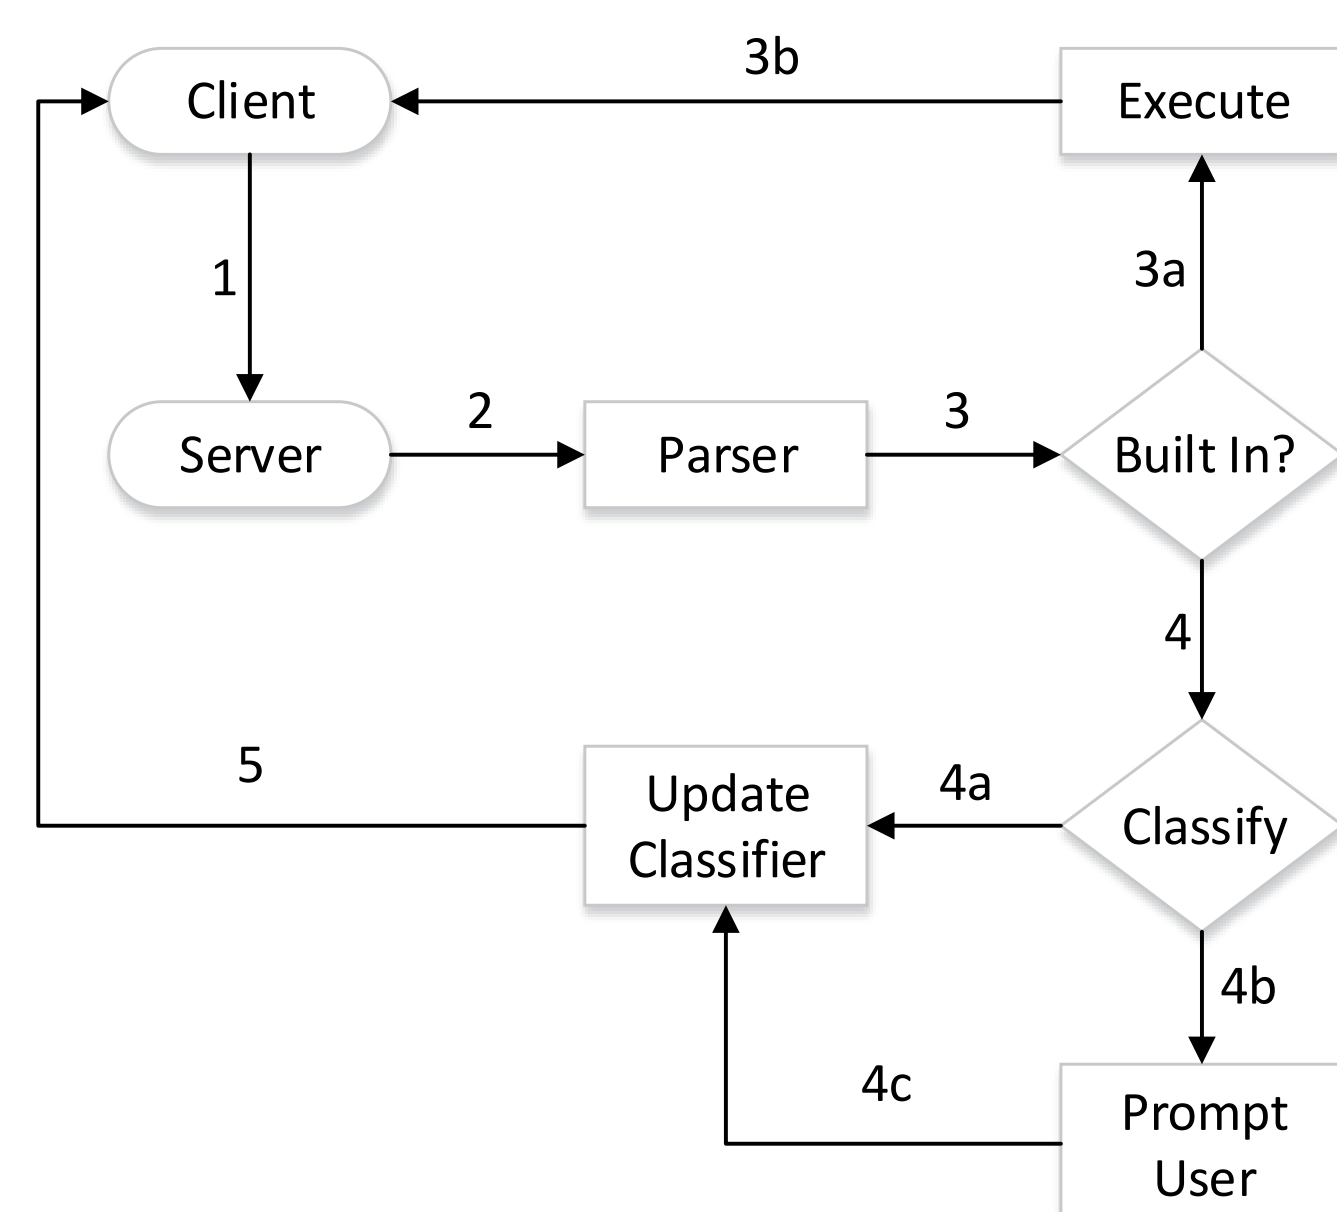 3b
Client
Execute
1
3a
2
3
Server
Parser
Built In?
4
5
Update
Classifier
4a
Classify
4b
4c
Prompt
User